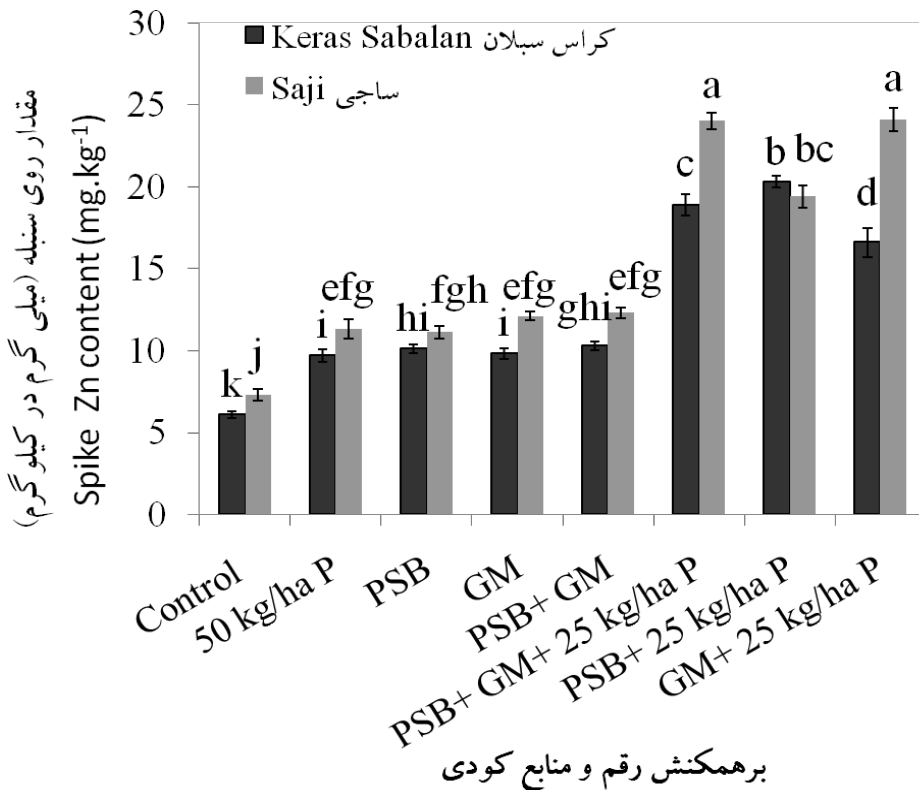 مقدار روی سنبله (میلی گرم در کیلو گرم)
Spike Zn content (mg.kg-1)
30
25
20
15
10
5
0
Keras Sabalan کراس سبلان
Saji ساجی
k j
i efg
hi fgh
i efg
ghi efg
c a
b bc
d a
Control
50 kg/ha P
PSB
GM
PSB+ GM
PSB+ GM+ 25 kg/ha P
PSB+ 25 kg/ha P
GM+ 25 kg/ha P
برهمکنش رقم و منابع کودی